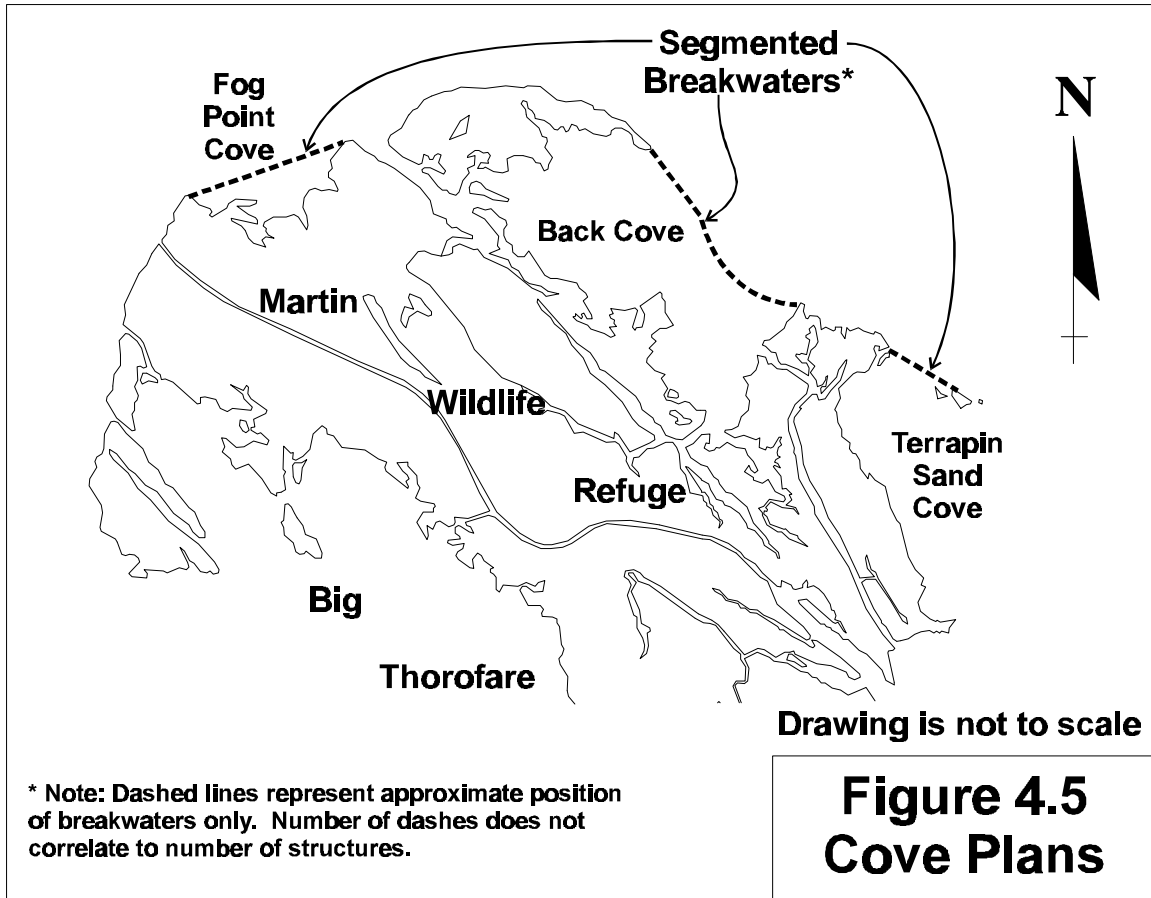 Segmented
Breakwaters*
Fog
Point
Cove
N
Back Cove
Martin
Wildlife
Refuge
Terrapin
Sand
Cove
Big
Thorofare
Drawing is not to scale
* Note: Dashed lines represent approximate position
of breakwaters only. Number of dashes does not
correlate to number of structures.
Figure 4.5
Cove Plans